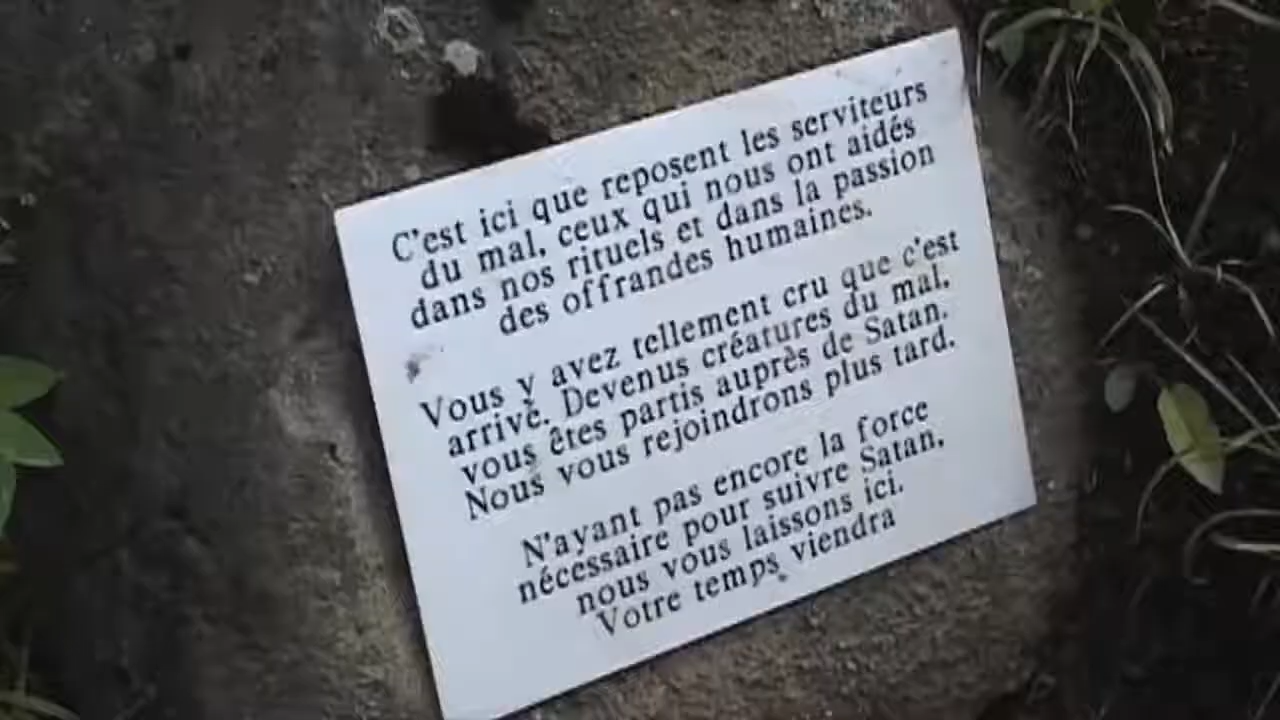 C'est ici que reposent les serviteurs
du mal, ceux qui nous ont aidés
dans nos rituels et dans la passion
des offrandes humaines.
Vous y avez tellement cru que c'est
arrivé. Devenus créatures du mal,
vous êtes partis auprès de Satan.
Nous vous rejoindrons plus tard.
N'ayant pas encore la force
nécessaire pour suivre Satan,
nous vous laissons ici.
Votre temps viendra